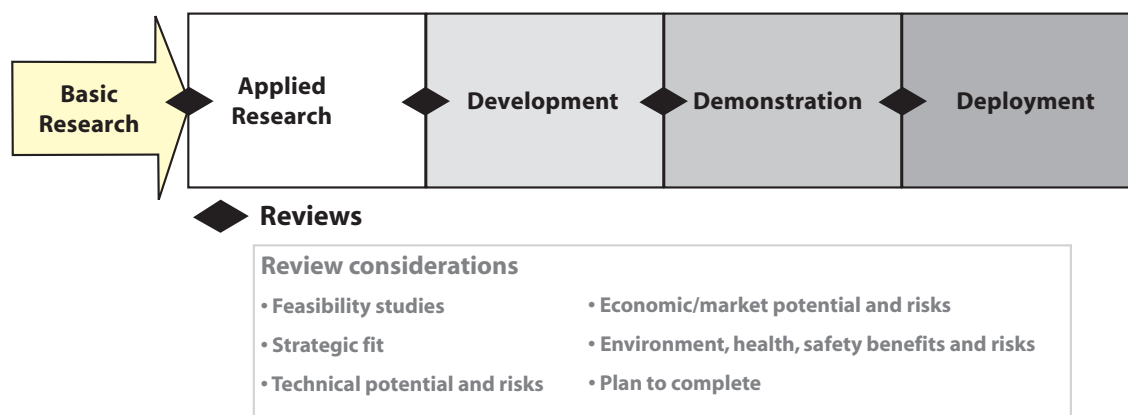 Basic
Research
Applied
Research
Development
Demonstration
Deployment
Reviews
Review considerations
• Feasibility studies
• Strategic fit
• Technical potential and risks
• Economic/market potential and risks
• Environment, health, safety benefits and risks
• Plan to complete